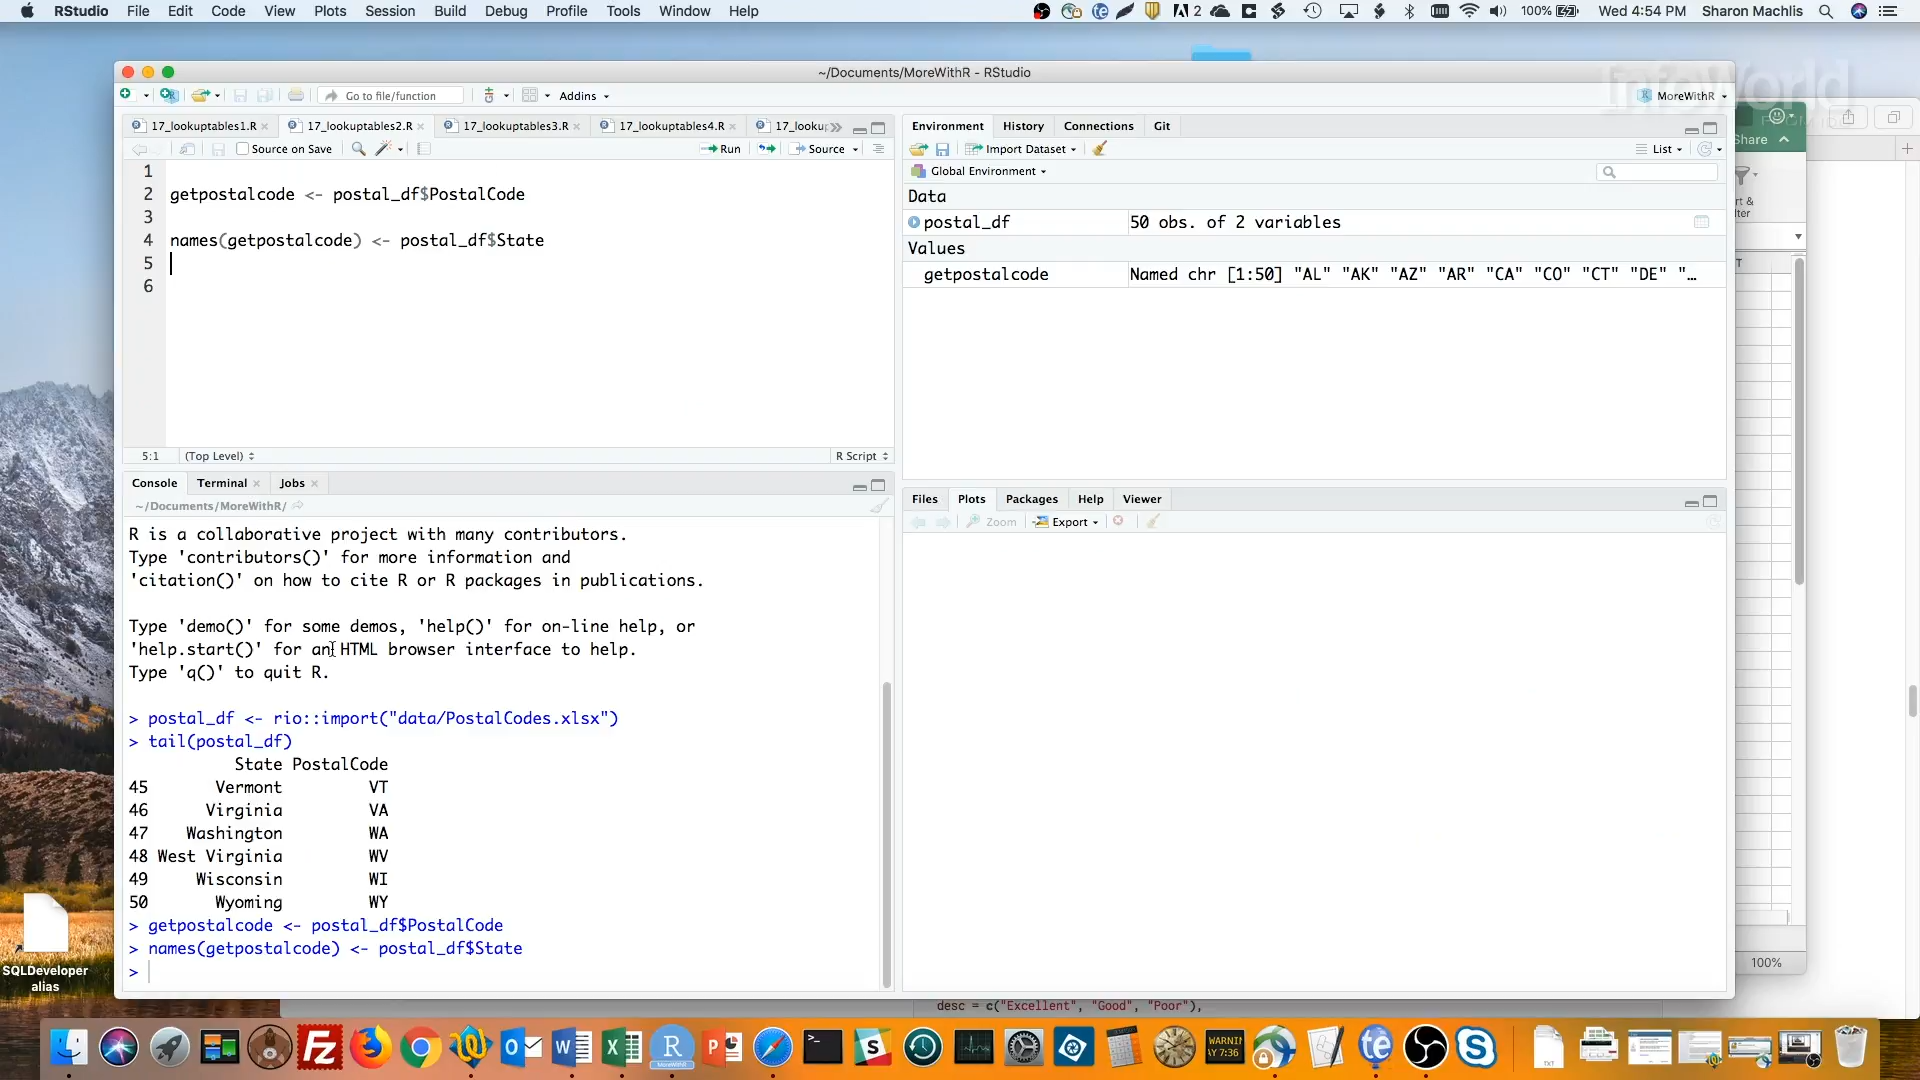 RStudio File Edit Code View Plots Session Build Debug Profile Tools Window Help
2 100% Wed 4:54 PM Sharon Machlis
~/Documents/MoreWithR - RStudio
InfoWorld
Go to file/function Addins MoreWithR
17_lookuptables1.R 17_lookuptables2.R 17_lookuptables3.R 17_lookuptables4.R 17_looku
Source on Save Run Source
1
2 getpostalcode <- postal_df$PostalCode
3
4 names(getpostalcode) <- postal_df$State
5
6
5:1 (Top Level) R Script
Environment History Connections Git
Import Dataset List
Global Environment
Data
postal_df 50 obs. of 2 variables
Values
getpostalcode Named chr [1:50] "AL" "AK" "AZ" "AR" "CA" "CO" "CT" "DE" "…
Share
rt &
lter
T
Console Terminal Jobs
~/Documents/MoreWithR/
R is a collaborative project with many contributors.
Type 'contributors()' for more information and
'citation()' on how to cite R or R packages in publications.
Type 'demo()' for some demos, 'help()' for on-line help, or
'help.start()' for an HTML browser interface to help.
Type 'q()' to quit R.
> postal_df <- rio::import("data/PostalCodes.xlsx")
> tail(postal_df)
State PostalCode
45 Vermont VT
46 Virginia VA
47 Washington WA
48 West Virginia WV
49 Wisconsin WI
50 Wyoming WY
> getpostalcode <- postal_df$PostalCode
> names(getpostalcode) <- postal_df$State
>
Files Plots Packages Help Viewer
Zoom Export
100%
desc = c("Excellent", "Good", "Poor"),
SQLDeveloper
alias